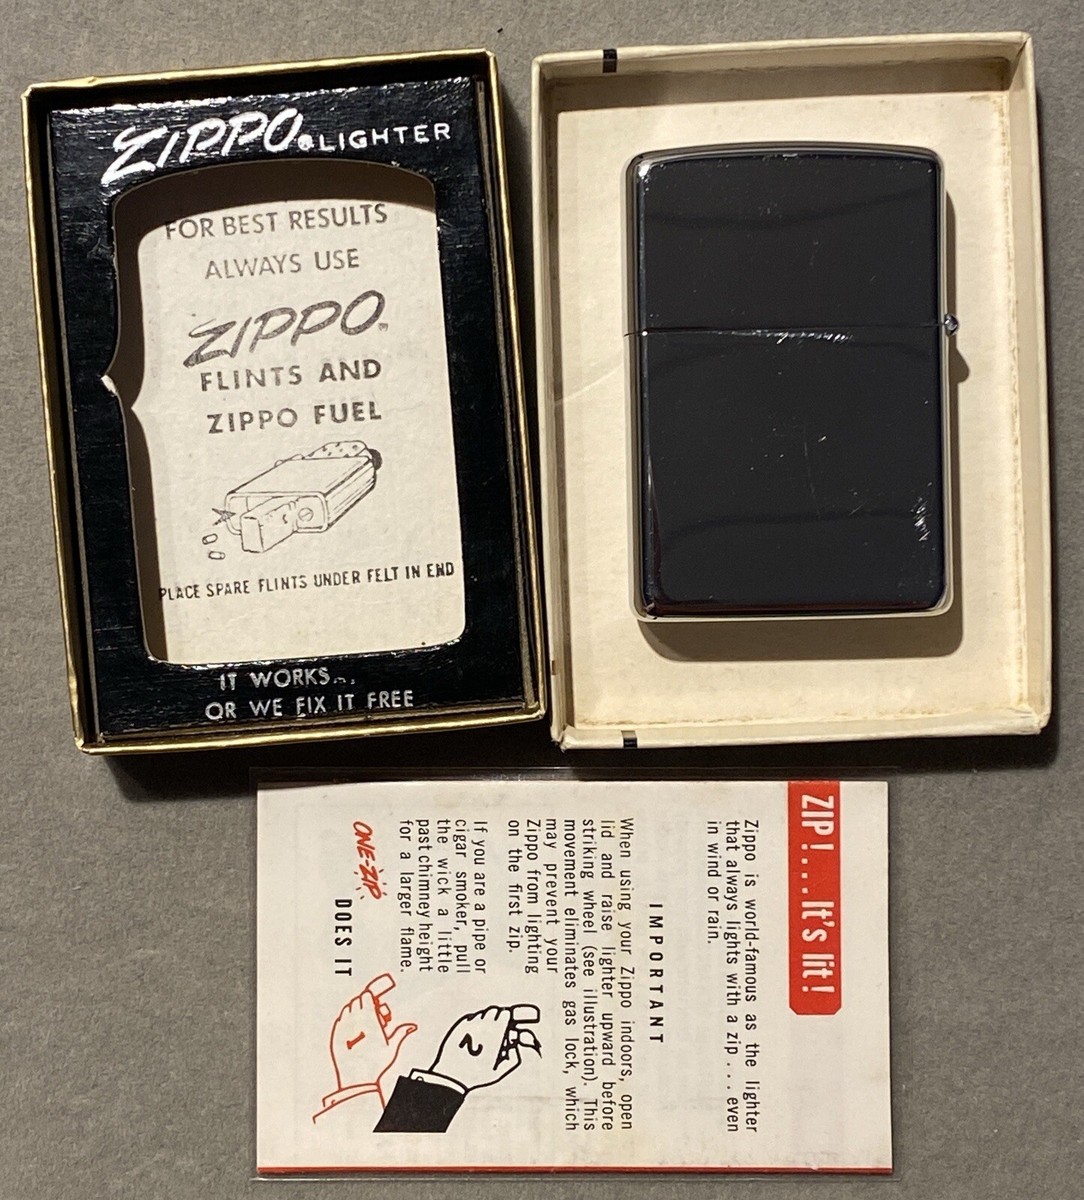 ZIPPO® LIGHTER
FOR BEST RESULTS
ALWAYS USE
ZIPPO®
FLINTS AND
ZIPPO FUEL
PLACE SPARE FLINTS UNDER FELT IN END
IT WORKS...
OR WE FIX IT FREE
ZIP!....It's lit!
Zippo is world-famous as the lighter
that always lights with a zip . . . even
in wind or rain.
IMPORTANT
When using your Zippo indoors, open
lid and raise lighter upward before
striking wheel (see illustration). This
movement eliminates gas lock, which
may prevent your
Zippo from lighting
on the first zip.
If you are a pipe or
cigar smoker, pull
the wick a little
past chimney height
for a larger flame.
ONE-ZIP
DOES IT
1
2